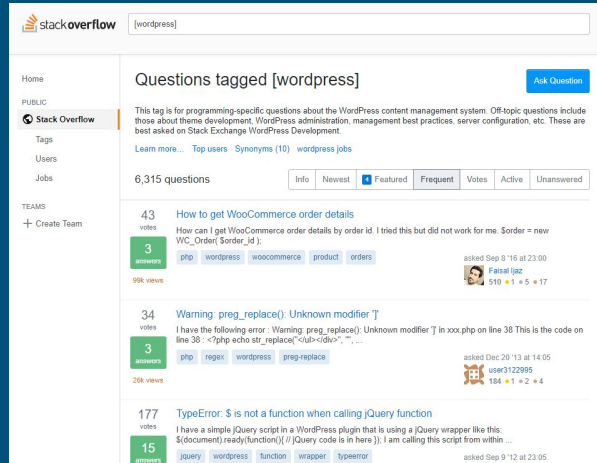 stackoverflow
[wordpress]
Home
PUBLIC
Stack Overflow
Tags
Users
Jobs
TEAMS
+ Create Team
Questions tagged [wordpress]
Ask Question
This tag is for programming-specific questions about the WordPress content management system. Off-topic questions include
those about theme development, WordPress administration, management best practices, server configuration, etc. These are
best asked on Stack Exchange WordPress Development.
Learn more... Top users Synonyms (10) wordpress jobs
6,315 questions
Info Newest 4 Featured Frequent Votes Active Unanswered
43
votes
3
answers
99k views
How to get WooCommerce order details
How can I get WooCommerce order details by order id. I tried this but did not work for me. $order = new
WC_Order( $order_id );
php wordpress woocommerce product orders
asked Sep 8 '16 at 23:00
Faisal Ijaz
510 1 5 17
34
votes
3
answers
26k views
Warning: preg_replace(): Unknown modifier ']'
I have the following error : Warning: preg_replace(): Unknown modifier ']' in xxx.php on line 38 This is the code on
line 38 : <?php echo str_replace("</ul></div>", "", ...
php regex wordpress preg-replace
asked Dec 20 '13 at 14:05
user3122995
184 1 2 4
177
votes
15
answers
TypeError: $ is not a function when calling jQuery function
I have a simple jQuery script in a WordPress plugin that is using a jQuery wrapper like this:
$(document).ready(function(){ // jQuery code is in here }); I am calling this script from within ...
jquery wordpress function wrapper typeerror
asked Sep 9 '12 at 23:05